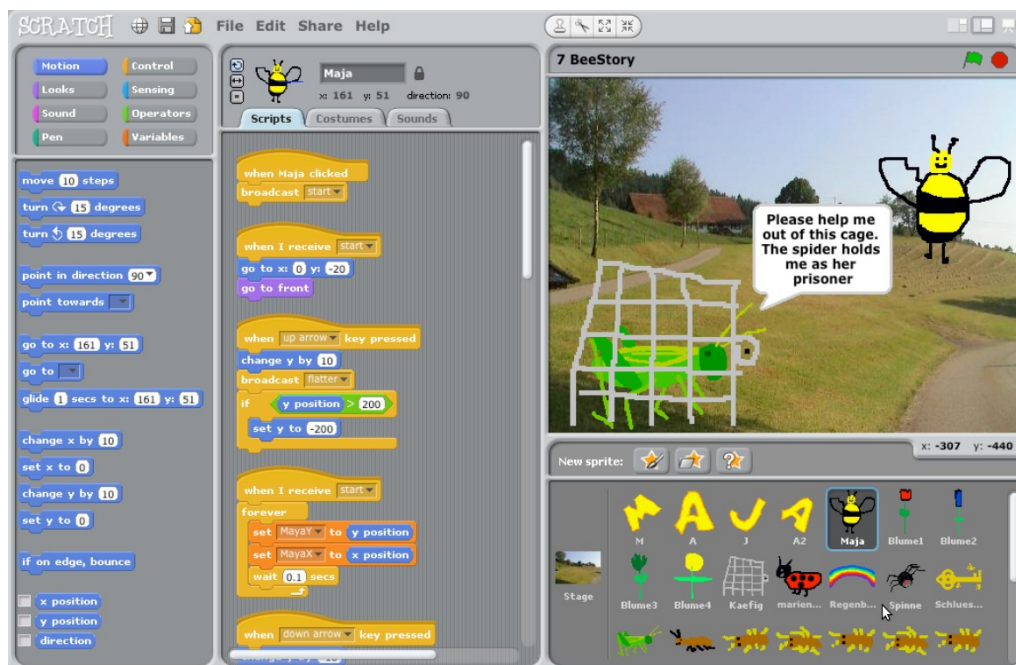 SCRATCH File Edit Share Help
Motion Control
Looks Sensing
Sound Operators
Pen Variables
move 10 steps
turn 15 degrees
turn 15 degrees
point in direction 90
point towards
go to x: 161 y: 51
go to
glide 1 secs to x: 161 y: 51
change x by 10
set x to 0
change y by 10
set y to 0
if on edge, bounce
x position
y position
direction
Maja
x: 161 y: 51 direction: 90
Scripts Costumes Sounds
when Maja clicked
broadcast start
when I receive start
go to x: 0 y: -20
go to front
when up arrow key pressed
change y by 10
broadcast flatter
if y position > 200
set y to -200
when I receive start
forever
set MayaY to y position
set MayaX to x position
wait 0.1 secs
when down arrow key pressed
change y by -10
7 BeeStory
Please help me
out of this cage.
The spider holds
me as her
prisoner
x: -307 y: -440
New sprite:
Stage
M A J A2 Maja Blume1 Blume2
Blume3 Blume4 Kaefig marien... Regenb... Spinne Schlues...